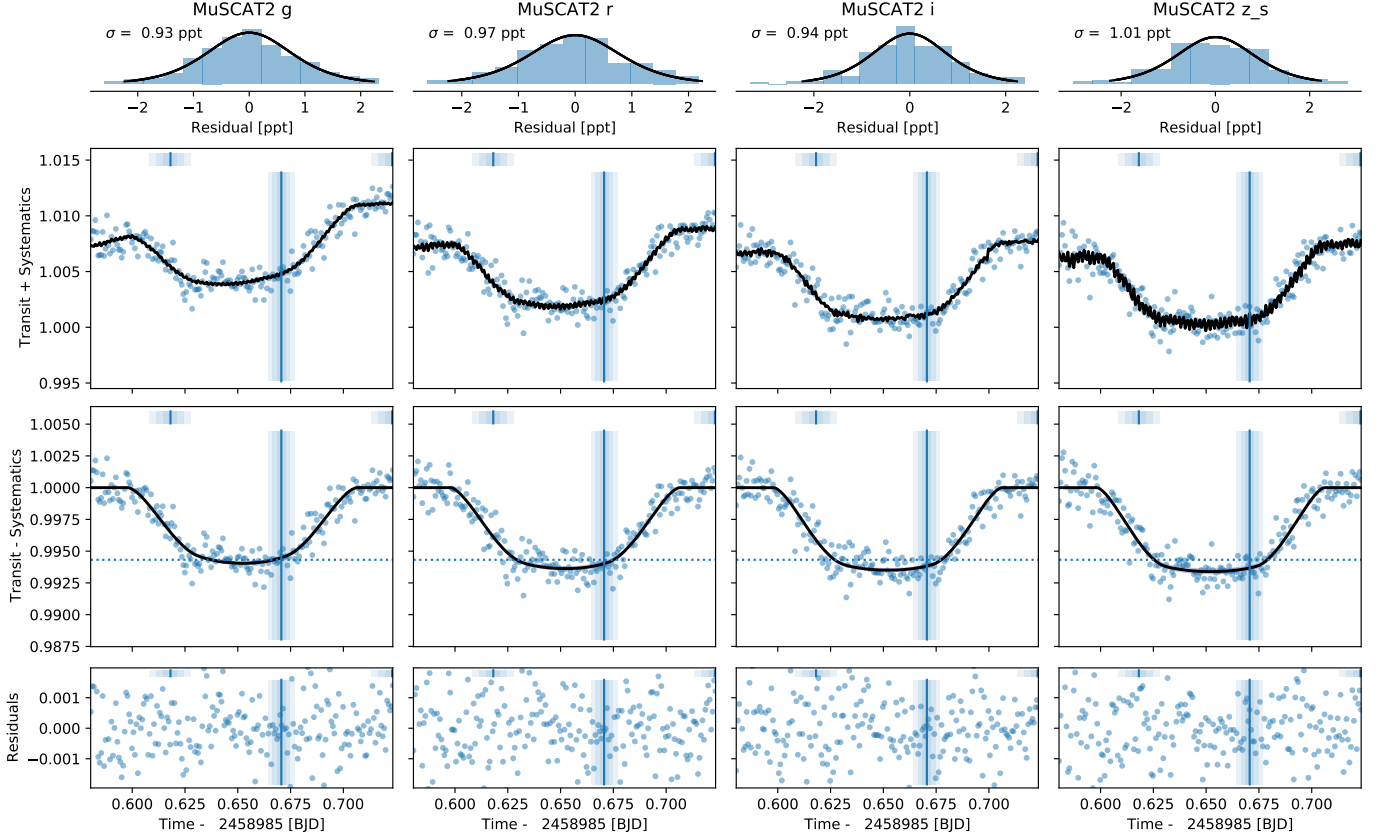 MuSCAT2 g MuSCAT2 r MuSCAT2 i MuSCAT2 z_s
σ = 0.93 ppt σ = 0.97 ppt σ = 0.94 ppt σ = 1.01 ppt
−2 −1 0 1 2 −2 −1 0 1 2 −2 0 2 −2 0 2
Residual [ppt] Residual [ppt] Residual [ppt] Residual [ppt]
Transit + Systematics
1.015
1.010
1.005
1.000
0.995
Transit - Systematics
1.0050
1.0025
1.0000
0.9975
0.9950
0.9925
0.9900
0.9875
Residuals
0.001
0.000
−0.001
0.600 0.625 0.650 0.675 0.700 0.600 0.625 0.650 0.675 0.700 0.600 0.625 0.650 0.675 0.700 0.600 0.625 0.650 0.675 0.700
Time - 2458985 [BJD] Time - 2458985 [BJD] Time - 2458985 [BJD] Time - 2458985 [BJD]